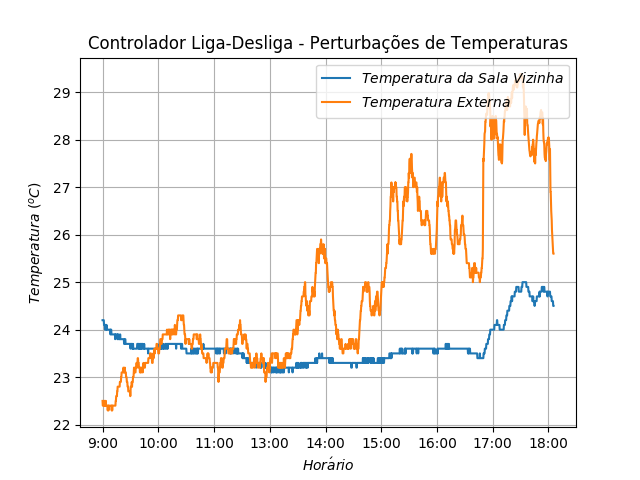 Controlador Liga-Desliga - Perturbações de Temperaturas
Temperatura da Sala Vizinha
Temperatura Externa
29
28
27
26
25
24
23
22
Temperatura (ºC)
9:00 10:00 11:00 13:00 14:00 15:00 16:00 17:00 18:00
Horário